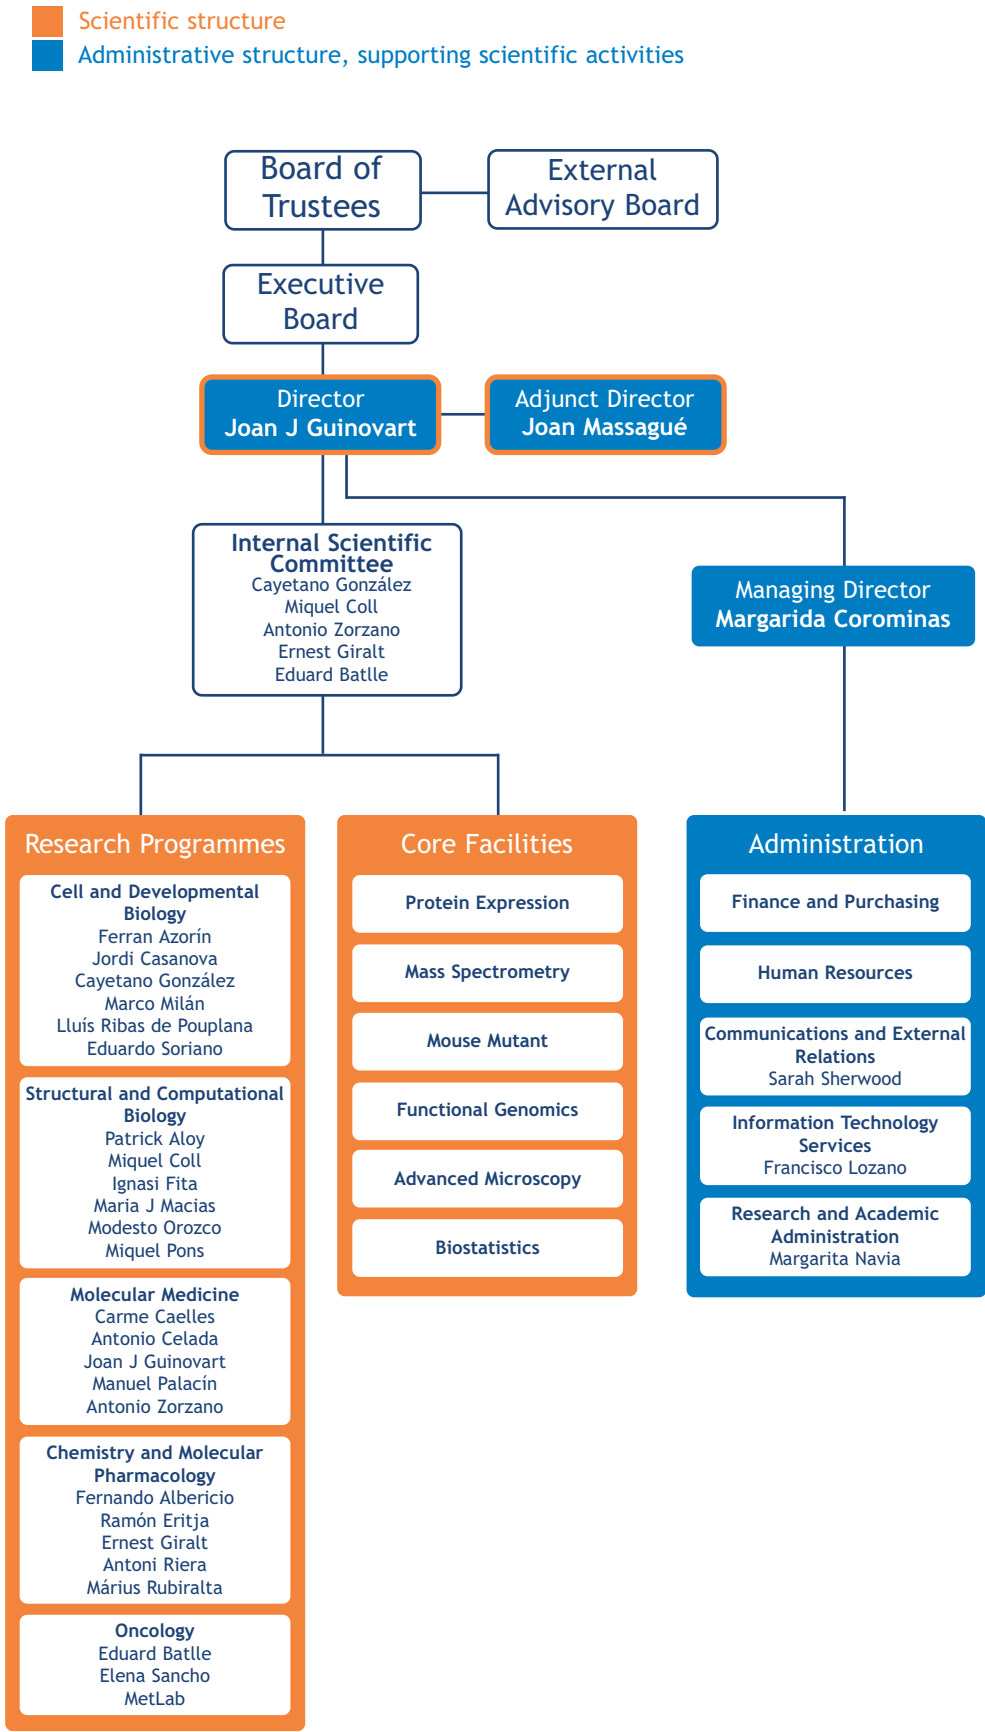 Scientific structure
Administrative structure, supporting scientific activities
Board of
Trustees
External
Advisory Board
Executive
Board
Director
Joan J Guinovart
Adjunct Director
Joan Massagué
Internal Scientific
Committee
Cayetano González
Miquel Coll
Antonio Zorzano
Ernest Giralt
Eduard Batlle
Managing Director
Margarida Corominas
Research Programmes
Cell and Developmental
Biology
Ferran Azorín
Jordi Casanova
Cayetano González
Marco Milán
Lluís Ribas de Pouplana
Eduardo Soriano
Structural and Computational
Biology
Patrick Aloy
Miquel Coll
Ignasi Fita
Maria J Macias
Modesto Orozco
Miquel Pons
Molecular Medicine
Carme Caelles
Antonio Celada
Joan J Guinovart
Manuel Palacín
Antonio Zorzano
Chemistry and Molecular
Pharmacology
Fernando Albericio
Ramón Eritja
Ernest Giralt
Antoni Riera
Márius Rubiralta
Oncology
Eduard Batlle
Elena Sancho
MetLab
Core Facilities
Protein Expression
Mass Spectrometry
Mouse Mutant
Functional Genomics
Advanced Microscopy
Biostatistics
Administration
Finance and Purchasing
Human Resources
Communications and External
Relations
Sarah Sherwood
Information Technology
Services
Francisco Lozano
Research and Academic
Administration
Margarita Navia